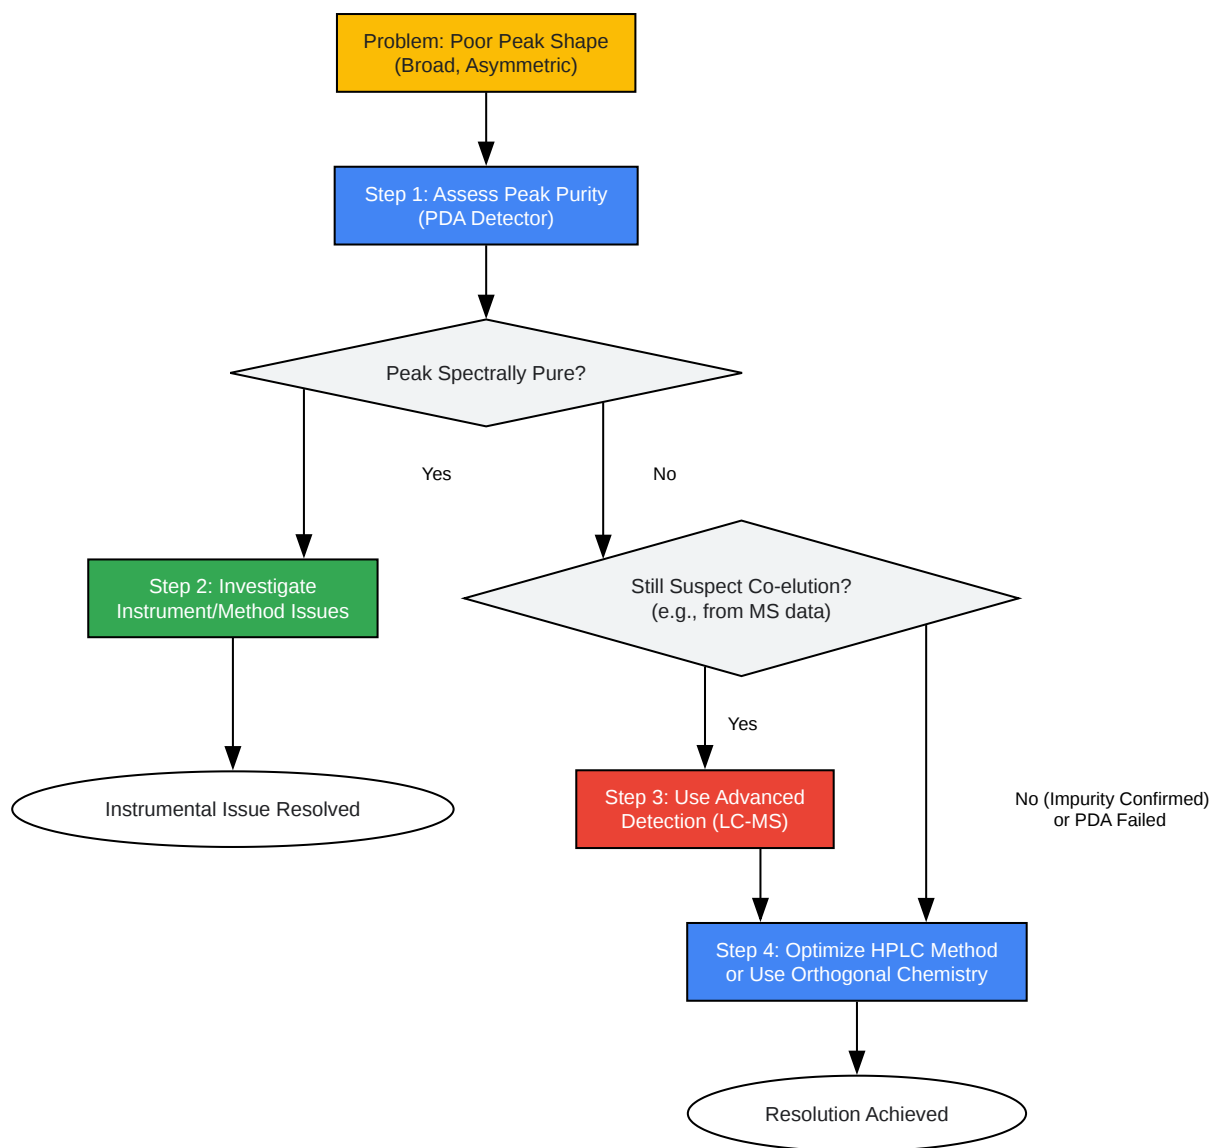 Problem: Poor Peak Shape
(Broad, Asymmetric)
Step 1: Assess Peak Purity
(PDA Detector)
Peak Spectrally Pure?
Yes
No
Step 2: Investigate
Instrument/Method Issues
Still Suspect Co-elution?
(e.g., from MS data)
Yes
Step 3: Use Advanced
Detection (LC-MS)
No (Impurity Confirmed)
or PDA Failed
Instrumental Issue Resolved
Step 4: Optimize HPLC Method
or Use Orthogonal Chemistry
Resolution Achieved